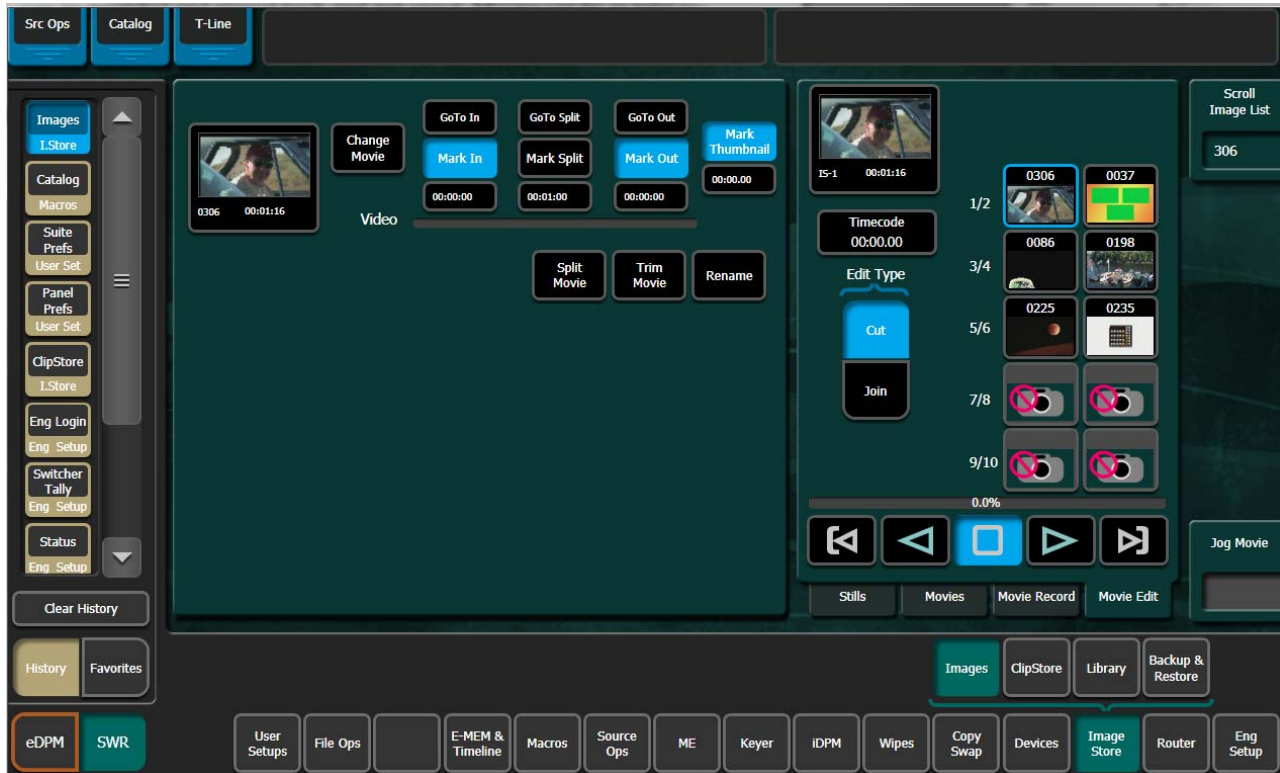 Src Ops
Catalog
T-Line
Images
I.Store
Catalog
Macros
Suite
Prefs
User Set
Panel
Prefs
User Set
ClipStore
I.Store
Eng Login
Eng Setup
Switcher
Tally
Eng Setup
Status
Eng Setup
Clear History
History
Favorites
eDPM
SWR
0306 00:01:16
Change
Movie
Video
GoTo In
GoTo Split
GoTo Out
Mark In
Mark Split
Mark Out
Mark
Thumbnail
00:00:00
00:01:00
00:00:00
00:00.00
Split
Movie
Trim
Movie
Rename
IS-1 00:01:16
Timecode
00:00.00
Edit Type
Cut
Join
1/2
0306
0037
3/4
0086
0198
5/6
0225
0235
7/8
9/10
0.0%
Stills
Movies
Movie Record
Movie Edit
Scroll
Image List
306
Jog Movie
Images
ClipStore
Library
Backup &
Restore
User
Setups
File Ops
E-MEM &
Timeline
Macros
Source
Ops
ME
Keyer
iDPM
Wipes
Copy
Swap
Devices
Image
Store
Router
Eng
Setup